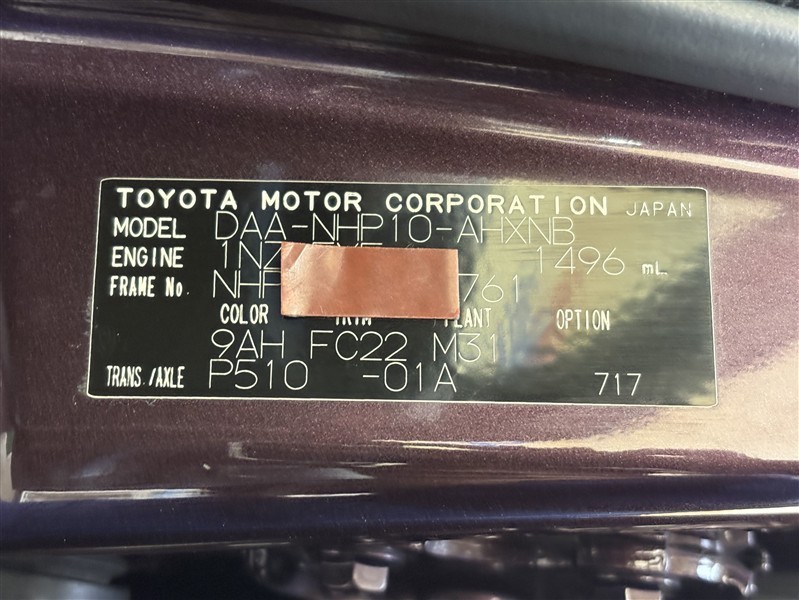 TOYOTA MOTOR CORPORATION JAPAN
MODEL DAA-NHP10-AHXNB
ENGINE 1NZ 1496 mL
FRAME No. NHP 761
COLOR TRIM PLANT OPTION
9AH FC22 M31
TRANS./AXLE P510 -01A 717